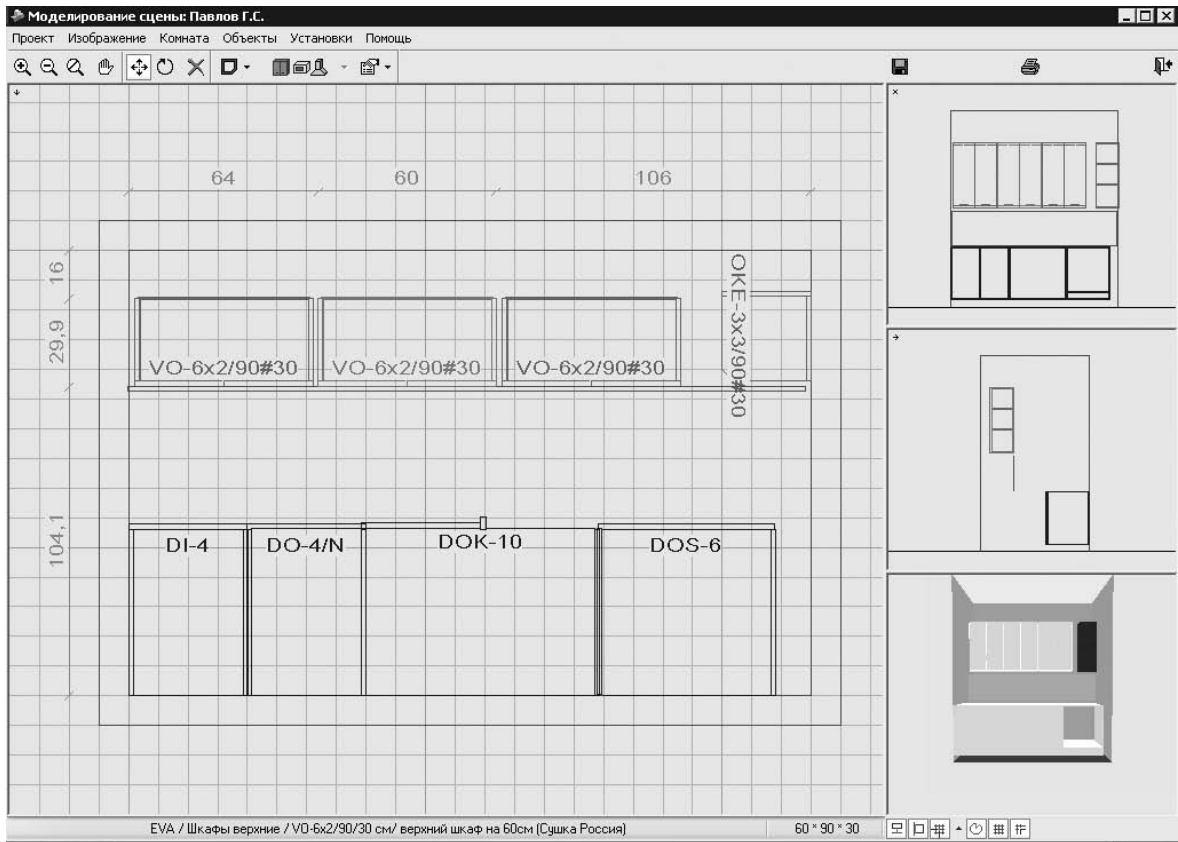 Моделирование сцены: Павлов Г.С.
Проект Изображение Комната Объекты Установки Помощь
64 60 106
16
29,9
104,1
OKE-3x3/90#30
VO-6x2/90#30 VO-6x2/90#30 VO-6x2/90#30
DI-4 DO-4/N DOK-10 DOS-6
EVA / Шкафы верхние / VO-6x2/90/30 см/ верхний шкаф на 60см (Сушка Россия) 60 * 90 * 30